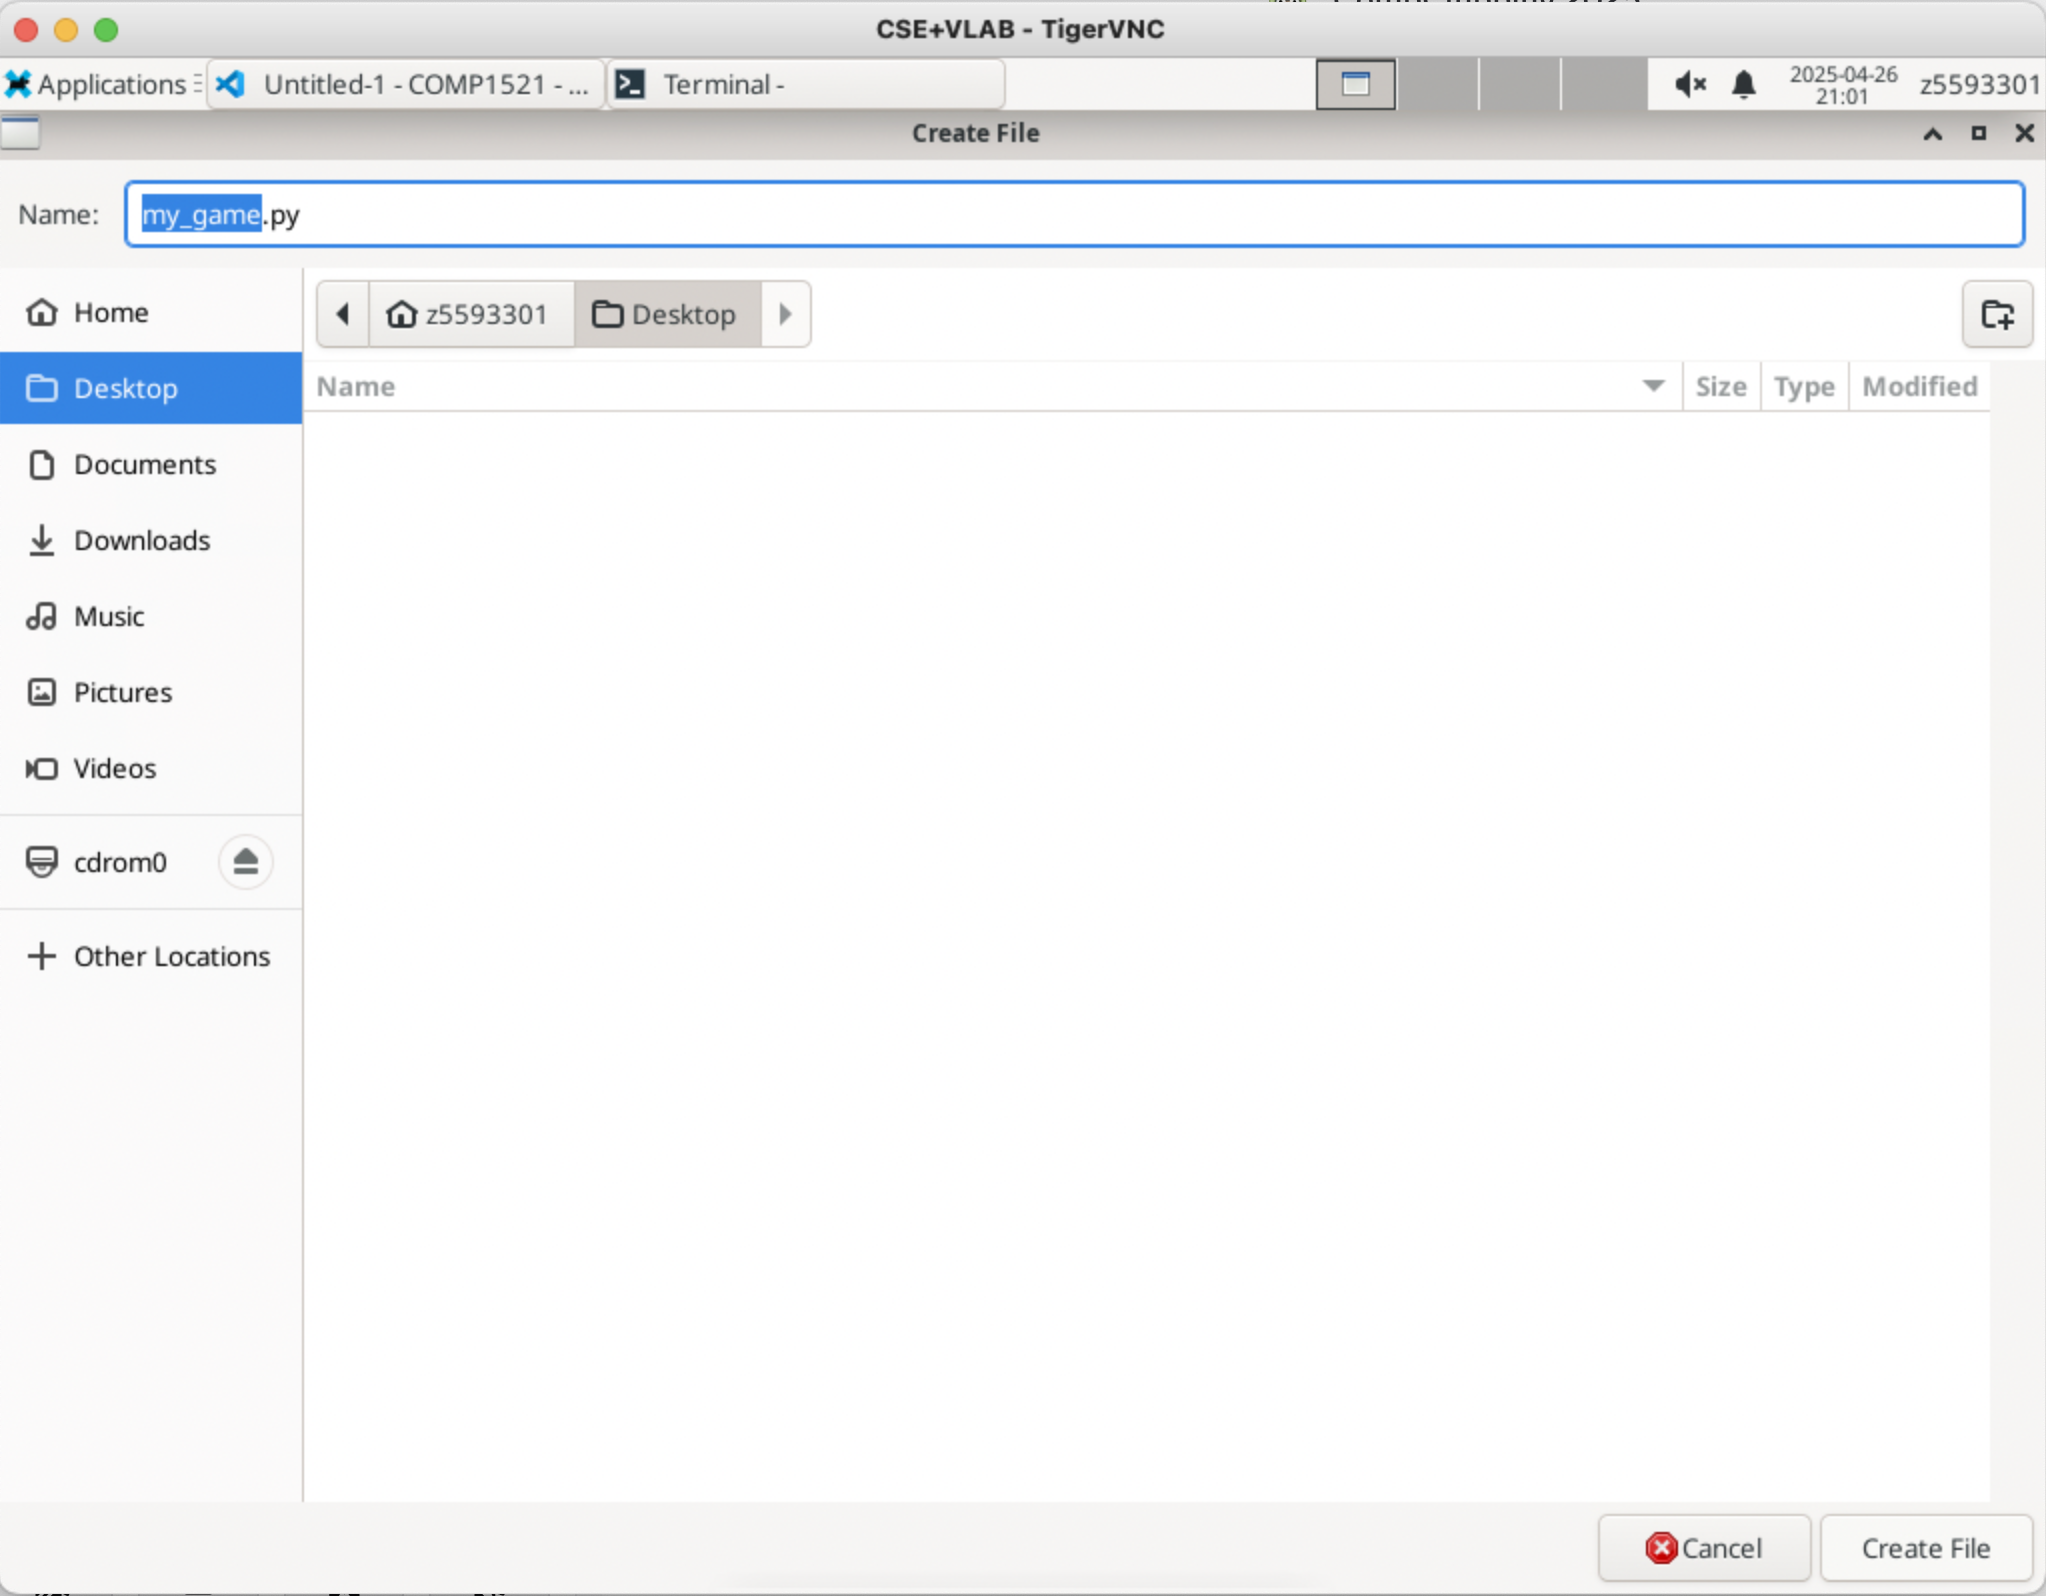 CSE+VLAB - TigerVNC
Applications
Untitled-1 - COMP1521 - ...
Terminal -
2025-04-26
21:01
z5593301
Create File
Name:
my_game.py
Home
Desktop
Documents
Downloads
Music
Pictures
Videos
cdrom0
Other Locations
z5593301
Desktop
Name
Size
Type
Modified
Cancel
Create File